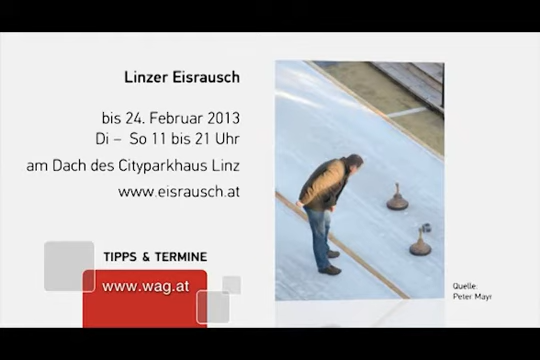 Linzer Eisrausch
bis 24. Februar 2013
Di – So 11 bis 21 Uhr
am Dach des Cityparkhaus Linz
www.eisrausch.at
TIPPS & TERMINE
www.wag.at
Quelle:
Peter Mayr